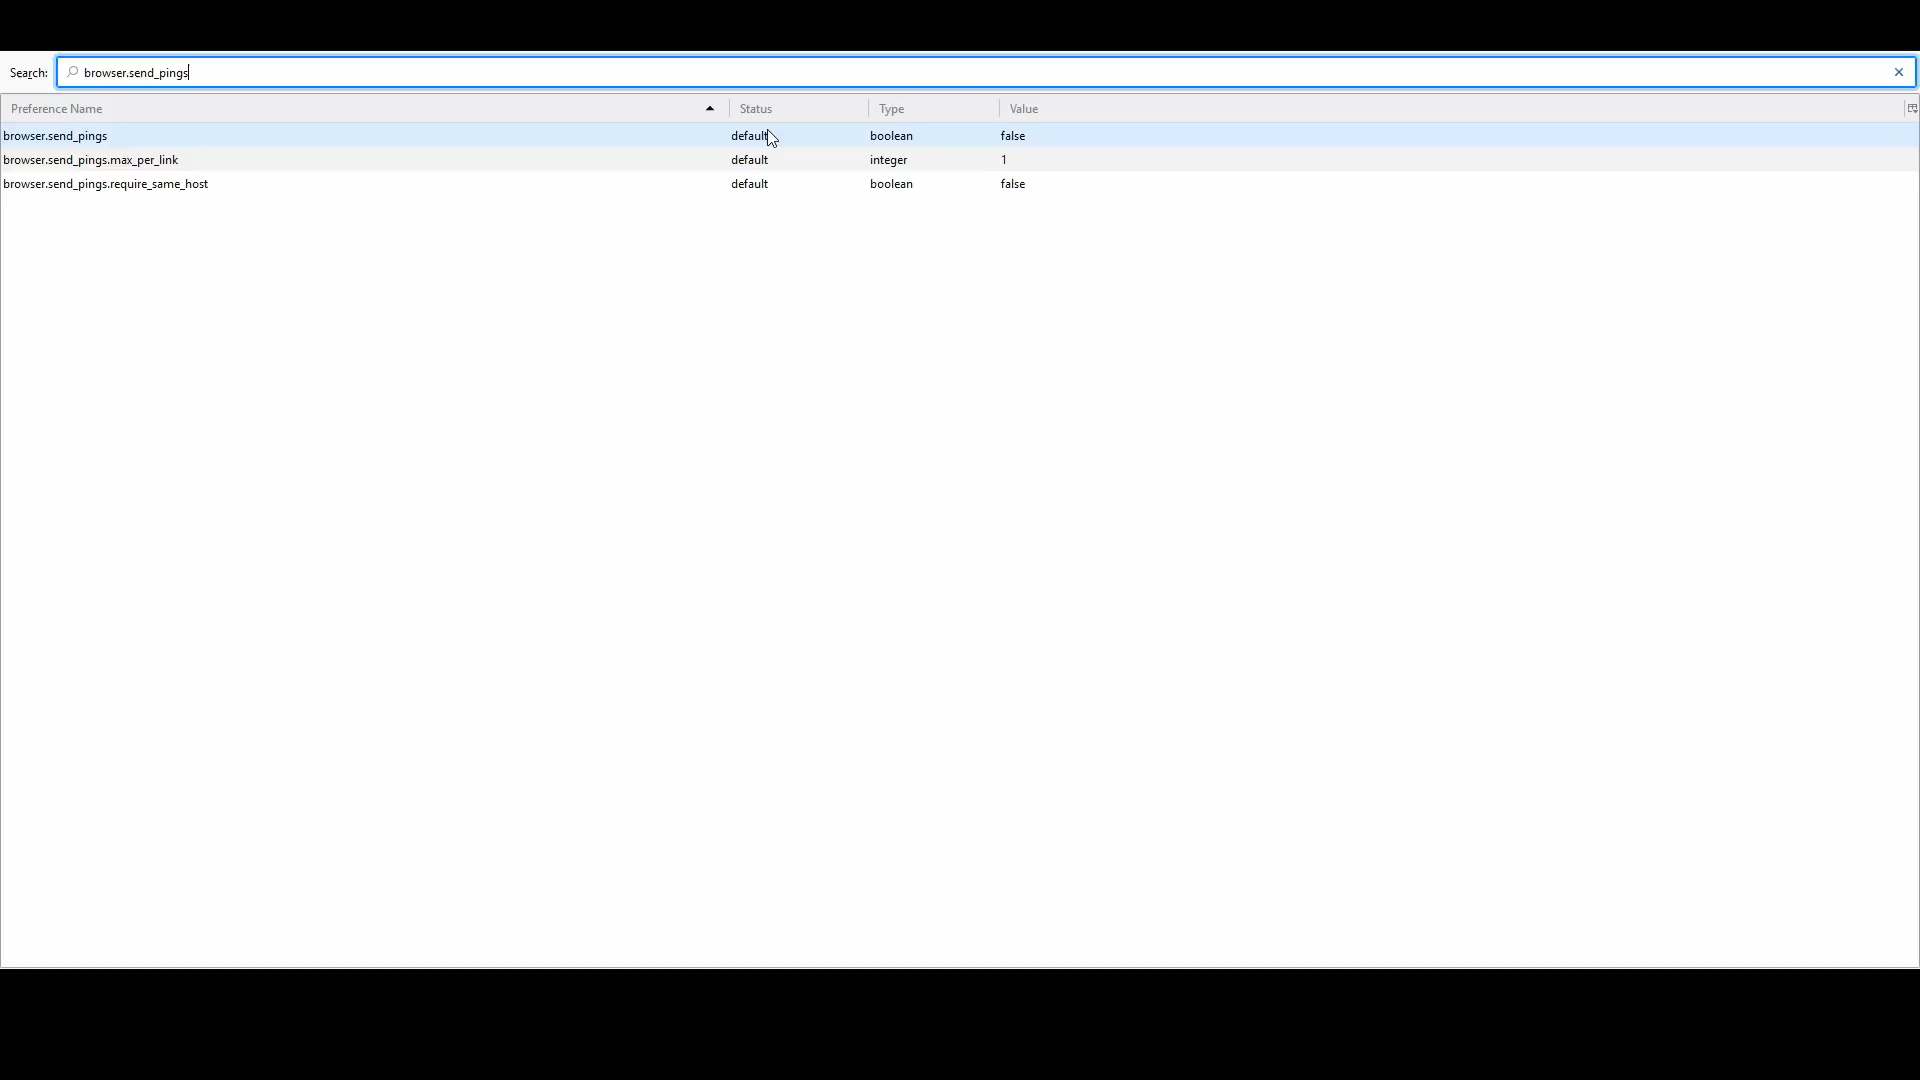 Search: browser.send_pings
Preference Name Status Type Value
browser.send_pings default boolean false
browser.send_pings.max_per_link default integer 1
browser.send_pings.require_same_host default boolean false